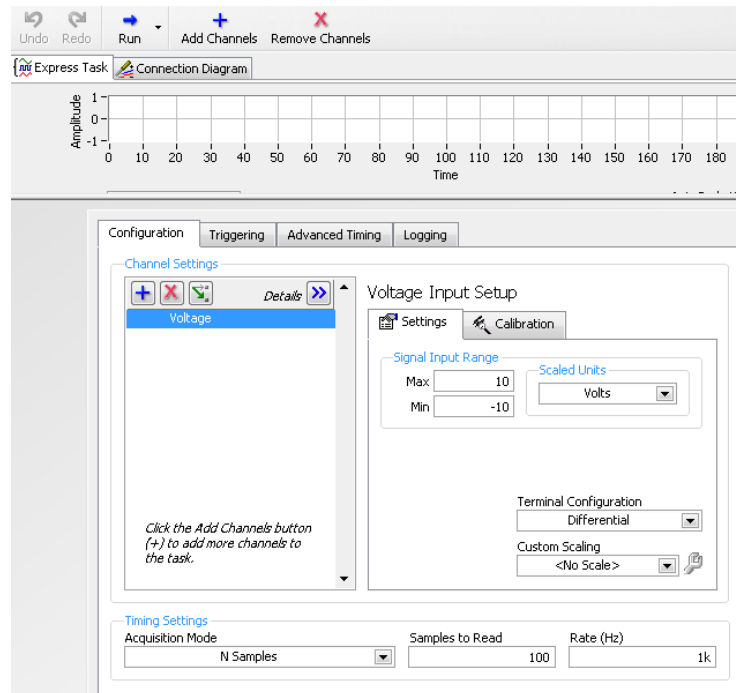 Undo Redo Run Add Channels Remove Channels
Express Task Connection Diagram
Amplitude
1
0
-1
0 10 20 30 40 50 60 70 80 90 100 110 120 130 140 150 160 170 180
Time
Configuration Triggering Advanced Timing Logging
Channel Settings
Details
Voltage
Click the Add Channels button
(+) to add more channels to
the task.
Voltage Input Setup
Settings Calibration
Signal Input Range
Max 10
Min -10
Scaled Units
Volts
Terminal Configuration
Differential
Custom Scaling
<No Scale>
Timing Settings
Acquisition Mode Samples to Read Rate (Hz)
N Samples 100 1k